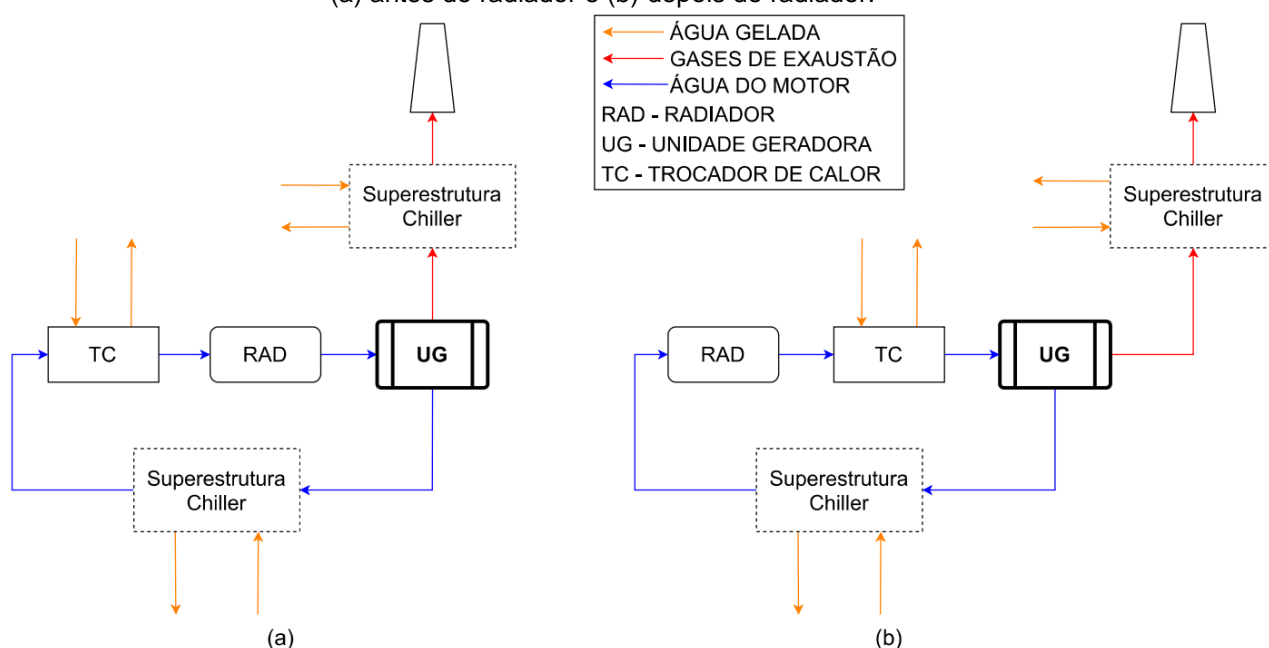 (a) antes do radiador e (b) depois do radiador.
ÁGUA GELADA
GASES DE EXAUSTÃO
ÁGUA DO MOTOR
RAD - RADIADOR
UG - UNIDADE GERADORA
TC - TROCADOR DE CALOR
Superestrutura
Chiller
TC
RAD
UG
Superestrutura
Chiller
(a)
Superestrutura
Chiller
RAD
TC
UG
Superestrutura
Chiller
(b)